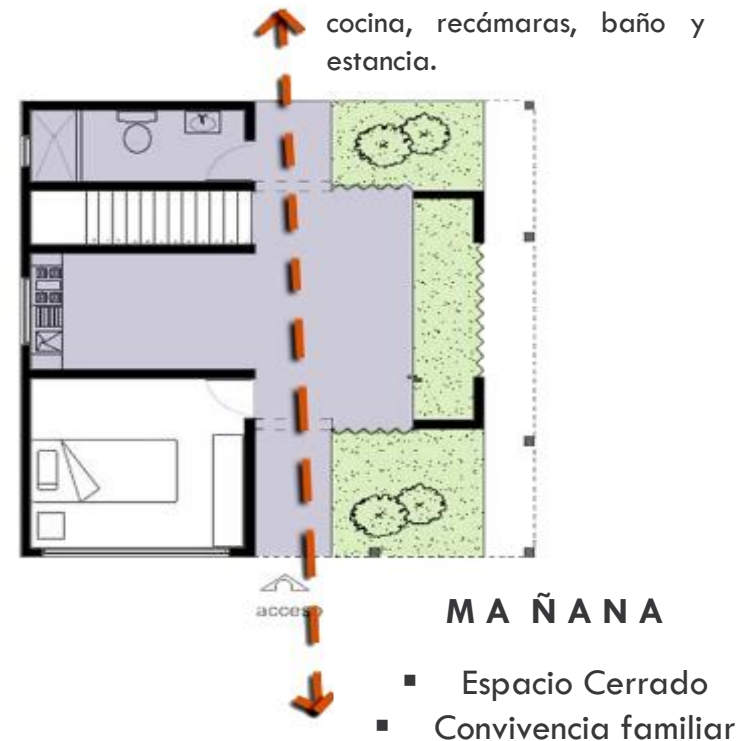 cocina, recámaras, baño y
estancia.
acceso
M A Ñ A N A
▪ Espacio Cerrado
▪ Convivencia familiar